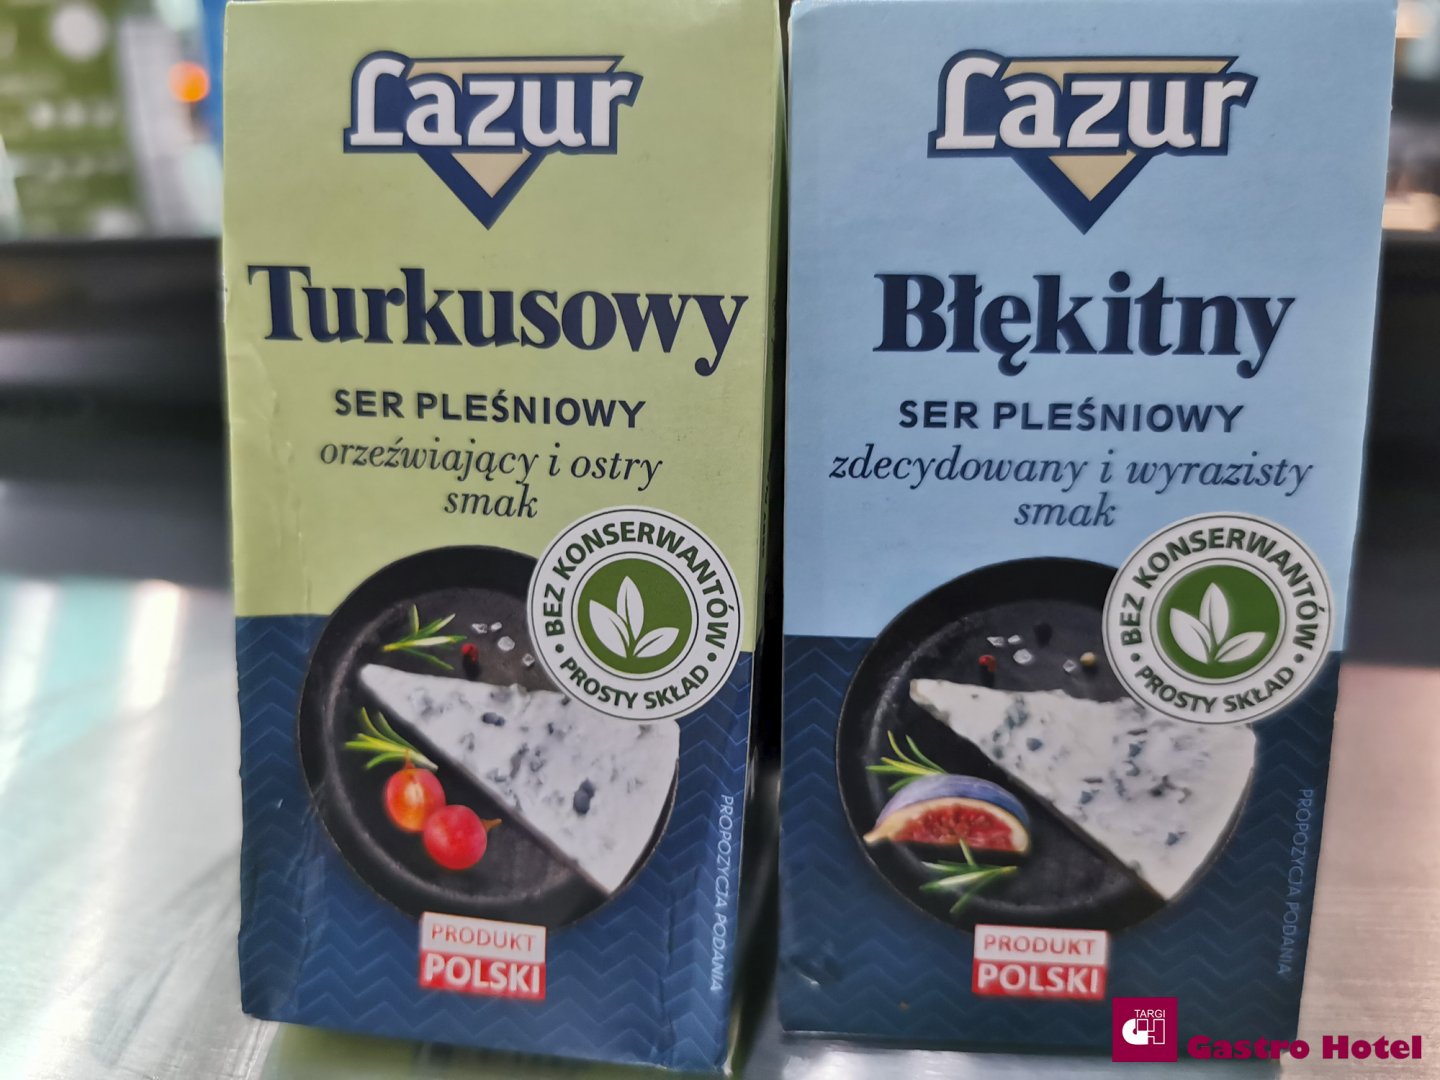 Lazur
Turkusowy
SER PLEŚNIOWY
orzeźwiający i ostry
smak
BEZ KONSERWANTÓW
PROSTY SKŁAD
PROPOZYCJA PODANIA
PRODUKT
POLSKI
Lazur
Błękitny
SER PLEŚNIOWY
zdecydowany i wyrazisty
smak
BEZ KONSERWANTÓW
PROSTY SKŁAD
PROPOZYCJA PODANIA
PRODUKT
POLSKI
TARGI
GH
Gastro Hotel